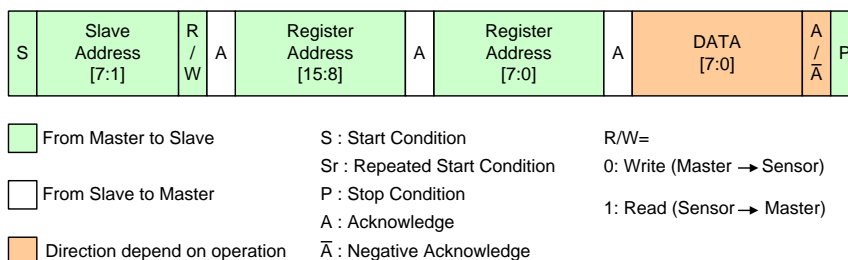 S
Slave
Address
[7:1]
R
/
W
A
Register
Address
[15:8]
A
Register
Address
[7:0]
A
DATA
[7:0]
A
/
A̅
P
From Master to Slave
From Slave to Master
Direction depend on operation
S : Start Condition
Sr : Repeated Start Condition
P : Stop Condition
A : Acknowledge
A̅ : Negative Acknowledge
R/W=
0: Write (Master → Sensor)
1: Read (Sensor → Master)